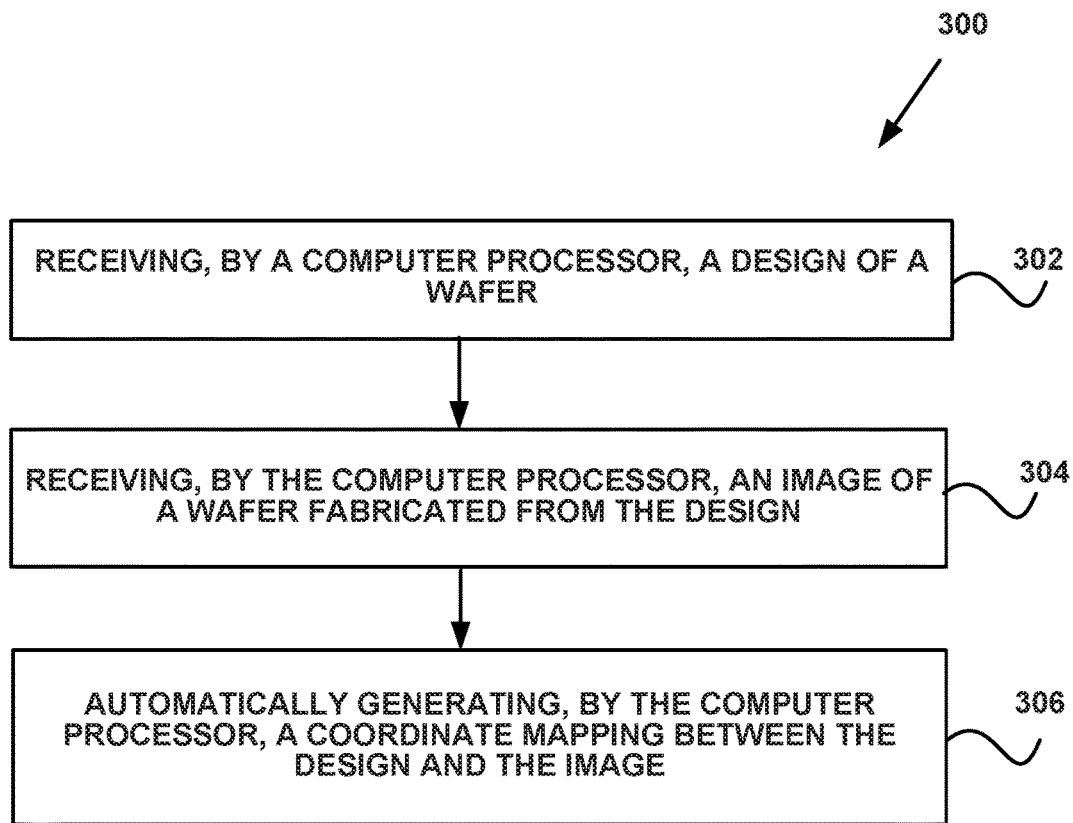 300
RECEIVING, BY A COMPUTER PROCESSOR, A DESIGN OF A
WAFER
302
RECEIVING, BY THE COMPUTER PROCESSOR, AN IMAGE OF
A WAFER FABRICATED FROM THE DESIGN
304
AUTOMATICALLY GENERATING, BY THE COMPUTER
PROCESSOR, A COORDINATE MAPPING BETWEEN THE
DESIGN AND THE IMAGE
306